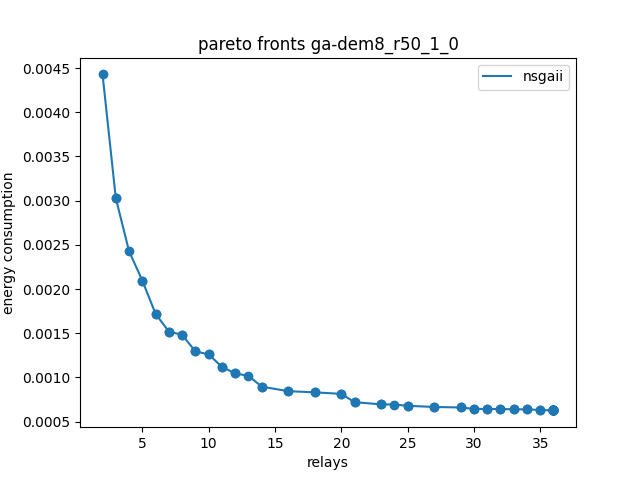 pareto fronts ga-dem8_r50_1_0
nsgaii
0.0045
0.0040
0.0035
0.0030
0.0025
0.0020
0.0015
0.0010
0.0005
energy consumption
5 10 15 20 25 30 35
relays